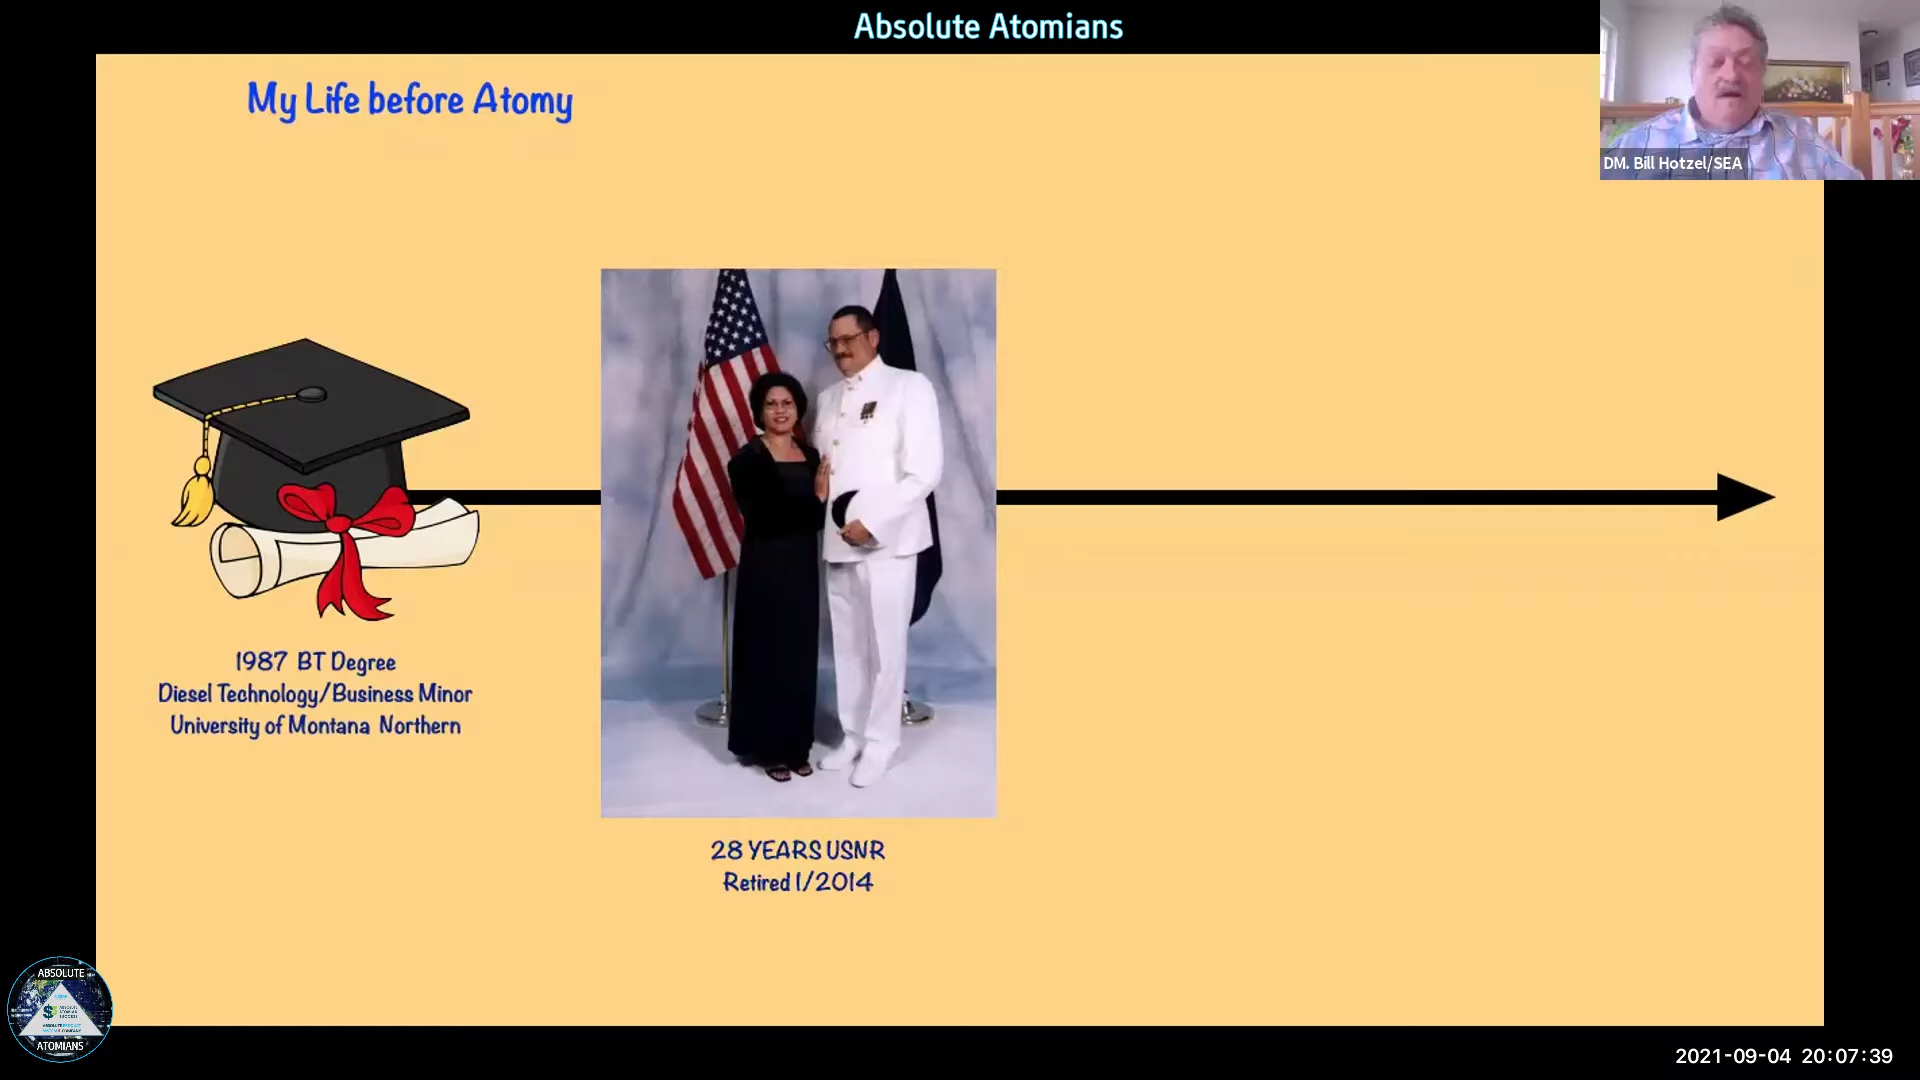 Absolute Atomians
My Life before Atomy
DM. Bill Hotzel/SEA
1987 BT Degree
Diesel Technology/Business Minor
University of Montana Northern
28 YEARS USNR
Retired 1/2014
ABSOLUTE
ATOMIANS
2021-09-04 20:07:39